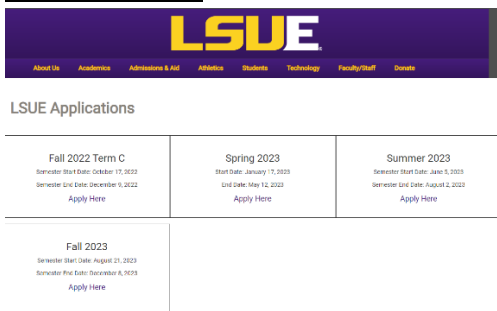 LSUE
About Us Academics Admissions & Aid Athletics Students Technology Faculty/Staff Donate
LSUE Applications
Fall 2022 Term C
Semester Start Date: October 17, 2022
Semester End Date: December 9, 2022
Apply Here
Spring 2023
Start Date: January 17, 2023
End Date: May 12, 2023
Apply Here
Summer 2023
Semester Start Date: June 5, 2023
Semester End Date: August 2, 2023
Apply Here
Fall 2023
Semester Start Date: August 21, 2023
Semester End Date: December 8, 2023
Apply Here